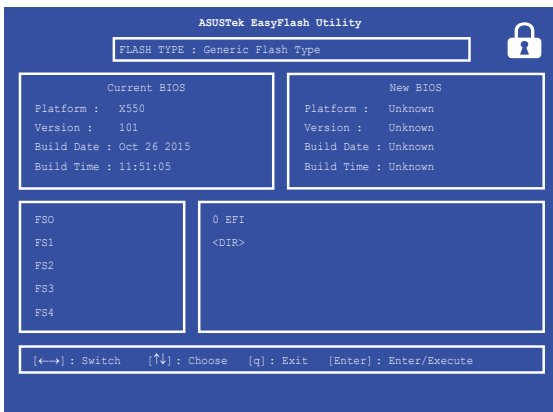 ASUSTek EasyFlash Utility
FLASH TYPE : Generic Flash Type
Current BIOS
Platform : X550
Version : 101
Build Date : Oct 26 2015
Build Time : 11:51:05
New BIOS
Platform : Unknown
Version : Unknown
Build Date : Unknown
Build Time : Unknown
FS0
FS1
FS2
FS3
FS4
0 EFI
<DIR>
[←→] : Switch [↑↓] : Choose [q] : Exit [Enter] : Enter/Execute